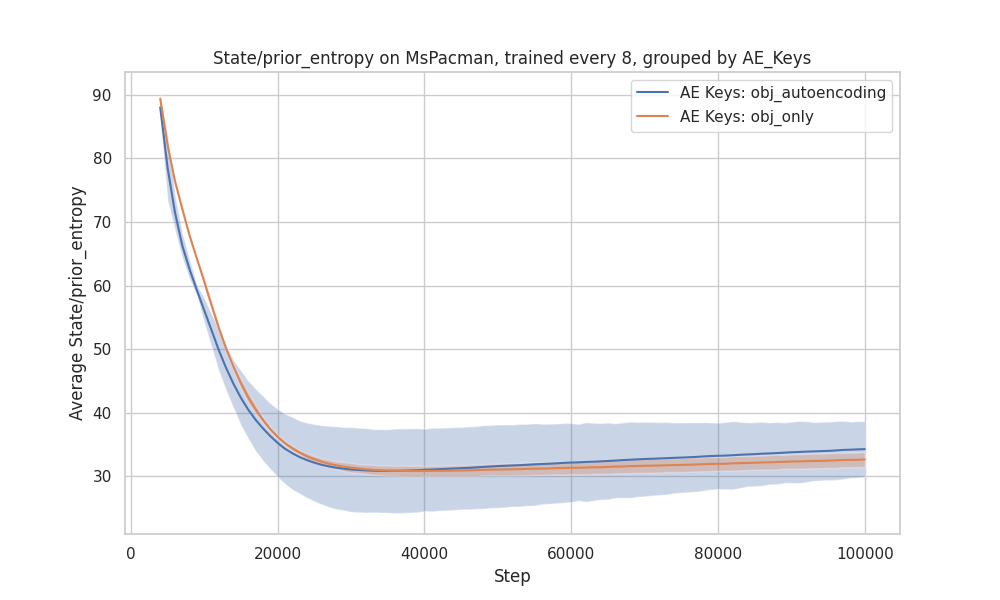 State/prior_entropy on MsPacman, trained every 8, grouped by AE_Keys
AE Keys: obj_autoencoding
AE Keys: obj_only
Average State/prior_entropy
90
80
70
60
50
40
30
0
20000
40000
60000
80000
100000
Step